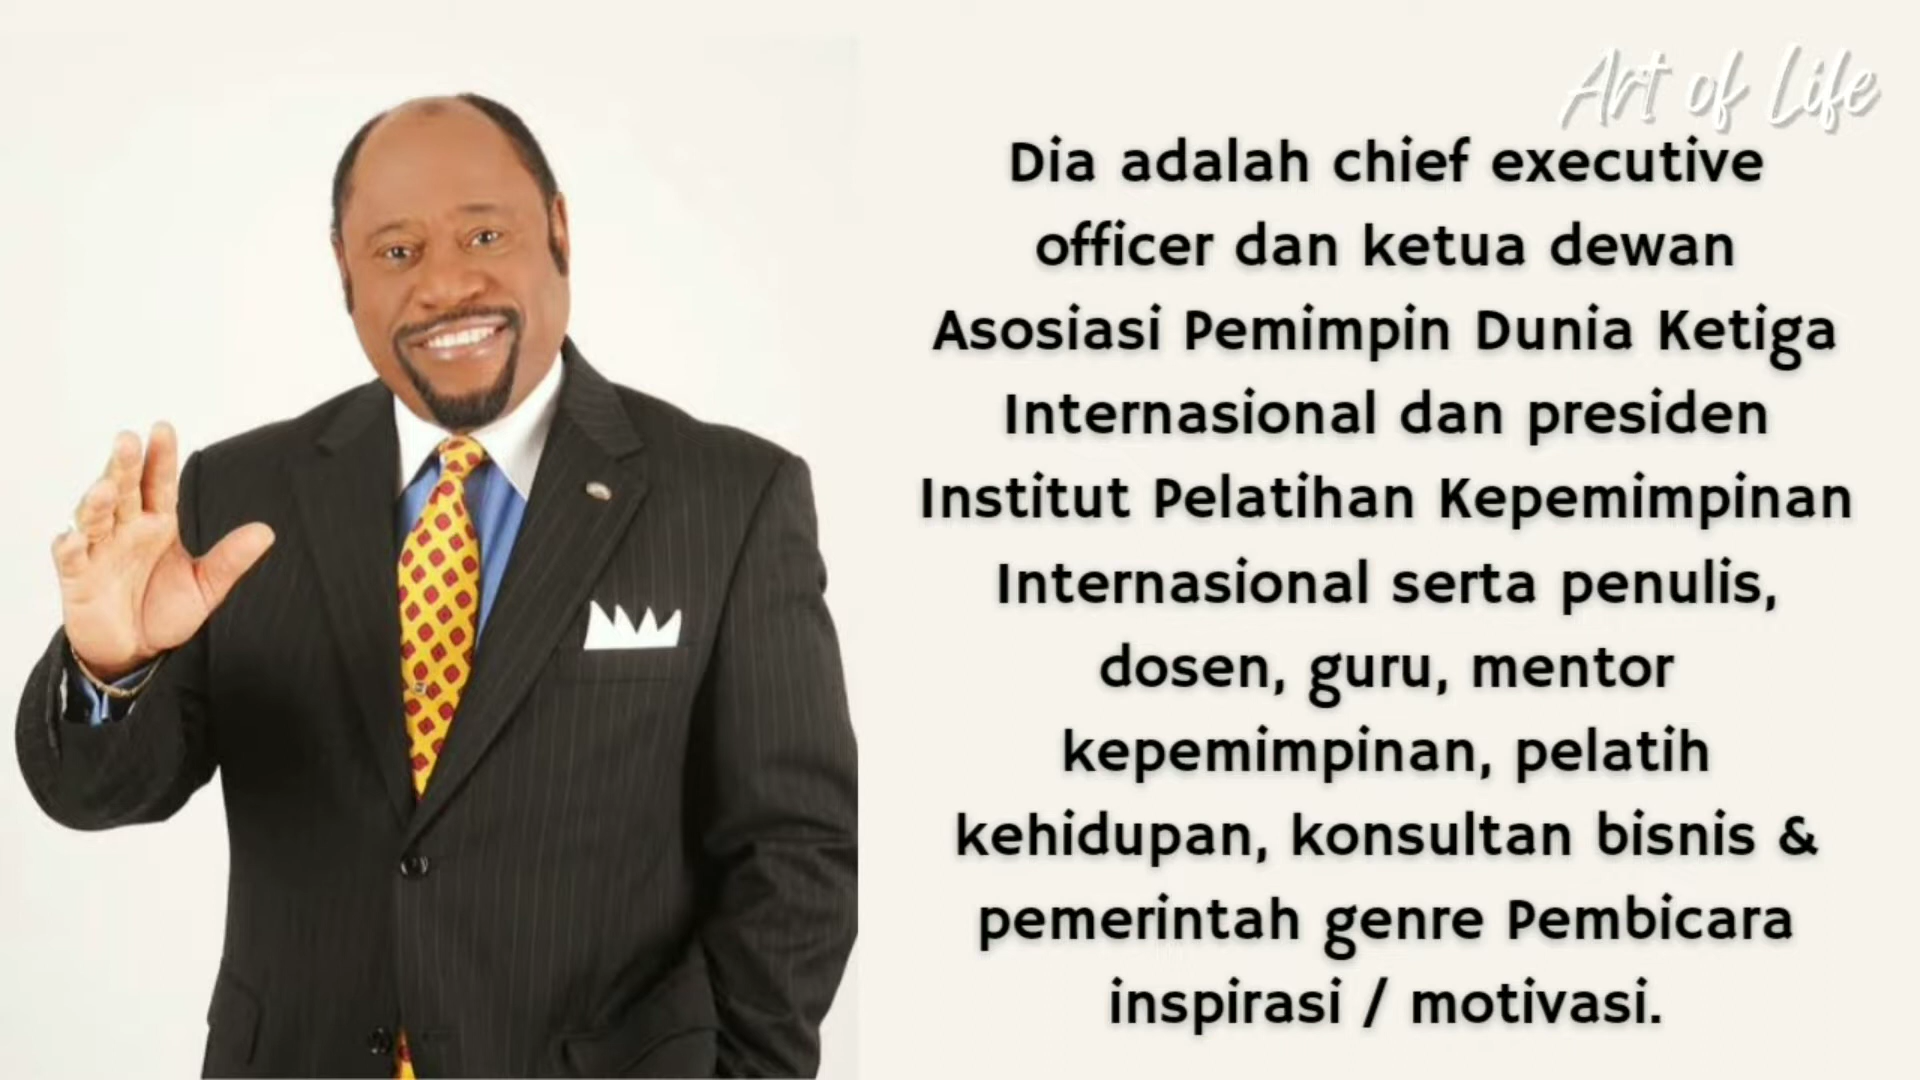 Art of Life
Dia adalah chief executive
officer dan ketua dewan
Asosiasi Pemimpin Dunia Ketiga
Internasional dan presiden
Institut Pelatihan Kepemimpinan
Internasional serta penulis,
dosen, guru, mentor
kepemimpinan, pelatih
kehidupan, konsultan bisnis &
pemerintah genre Pembicara
inspirasi / motivasi.